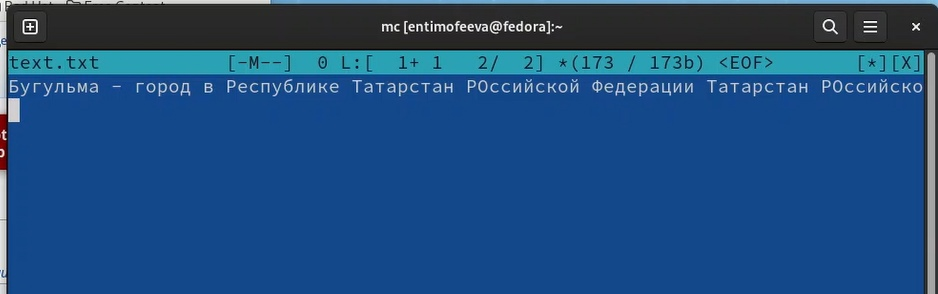 mc [entimofeeva@fedora]:~
text.txt [-M--] 0 L:[ 1+ 1 2/ 2] *(173 / 173b) <EOF> [*][X]
Бугульма - город в Республике Татарстан РОссийской Федерации Татарстан РОссийско